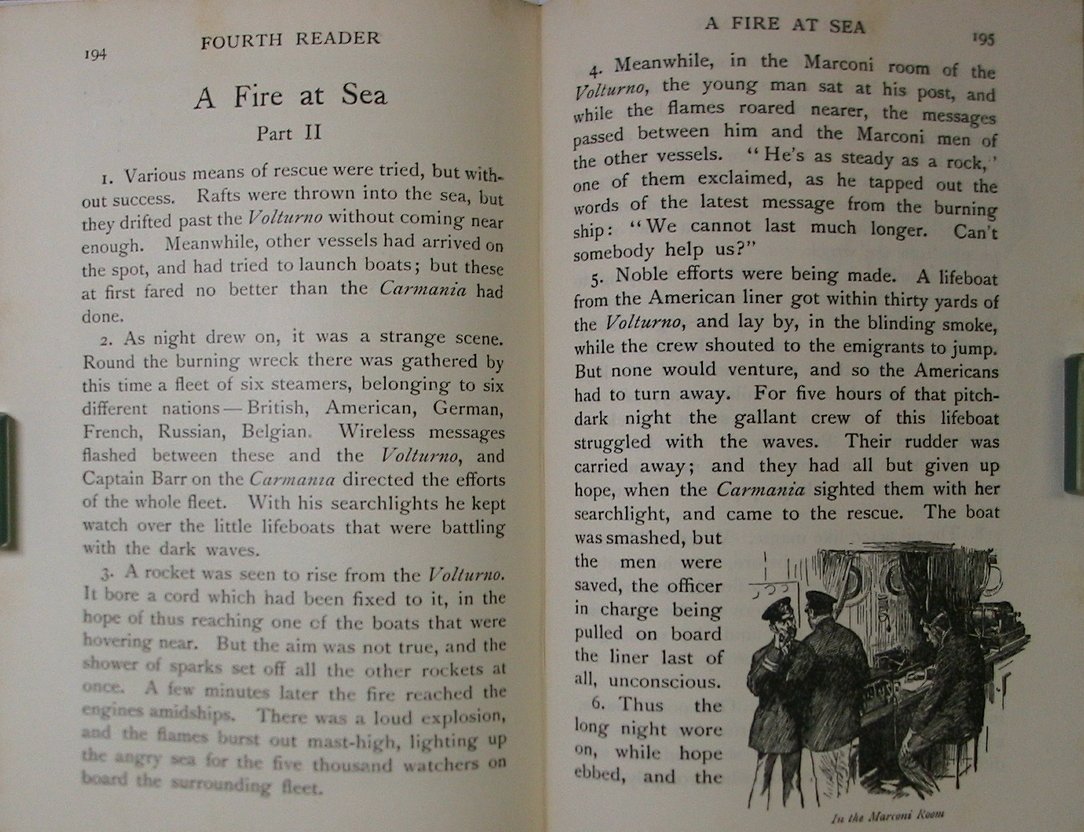 194
FOURTH READER
A Fire at Sea
Part II
1. Various means of rescue were tried, but with-
out success. Rafts were thrown into the sea, but
they drifted past the Volturno without coming near
enough. Meanwhile, other vessels had arrived on
the spot, and had tried to launch boats; but these
at first fared no better than the Carmania had
done.
2. As night drew on, it was a strange scene.
Round the burning wreck there was gathered by
this time a fleet of six steamers, belonging to six
different nations—British, American, German,
French, Russian, Belgian. Wireless messages
flashed between these and the Volturno, and
Captain Barr on the Carmania directed the efforts
of the whole fleet. With his searchlights he kept
watch over the little lifeboats that were battling
with the dark waves.
3. A rocket was seen to rise from the Volturno.
It bore a cord which had been fixed to it, in the
hope of thus reaching one of the boats that were
hovering near. But the aim was not true, and the
shower of sparks set off all the other rockets at
once. A few minutes later the fire reached the
engines amidships. There was a loud explosion,
and the flames burst out mast-high, lighting up
the angry sea for the five thousand watchers on
board the surrounding fleet.
A FIRE AT SEA
195
4. Meanwhile, in the Marconi room of the
Volturno, the young man sat at his post, and
while the flames roared nearer, the messages
passed between him and the Marconi men of
the other vessels. "He's as steady as a rock,'
one of them exclaimed, as he tapped out the
words of the latest message from the burning
ship: "We cannot last much longer. Can't
somebody help us?"
5. Noble efforts were being made. A lifeboat
from the American liner got within thirty yards of
the Volturno, and lay by, in the blinding smoke,
while the crew shouted to the emigrants to jump.
But none would venture, and so the Americans
had to turn away. For five hours of that pitch-
dark night the gallant crew of this lifeboat
struggled with the waves. Their rudder was
carried away; and they had all but given up
hope, when the Carmania sighted them with her
searchlight, and came to the rescue. The boat
was smashed, but
the men were
saved, the officer
in charge being
pulled on board
the liner last of
all, unconscious.
6. Thus the
long night wore
on, while hope
ebbed, and the
In the Marconi Room